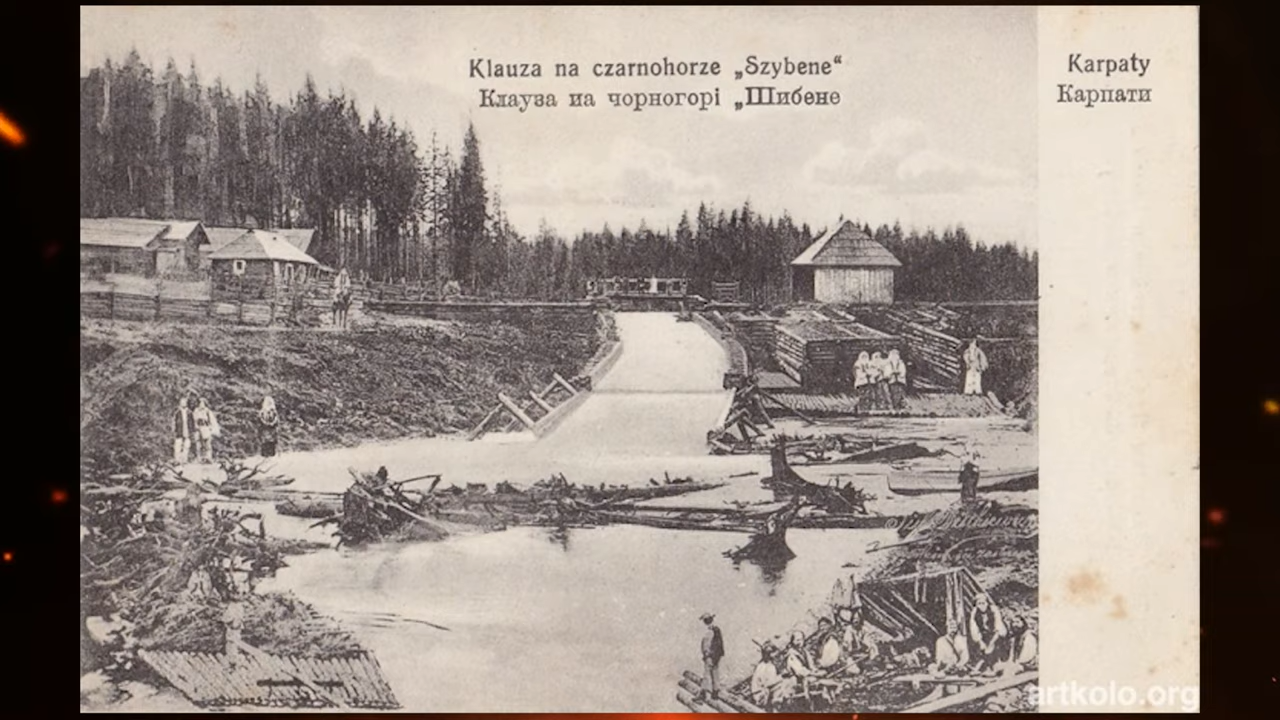 Klauza na czarnohorze „Szybene“
Клауза иа чорногорі „Шибене
Karpaty
Карпати
artkolo.org